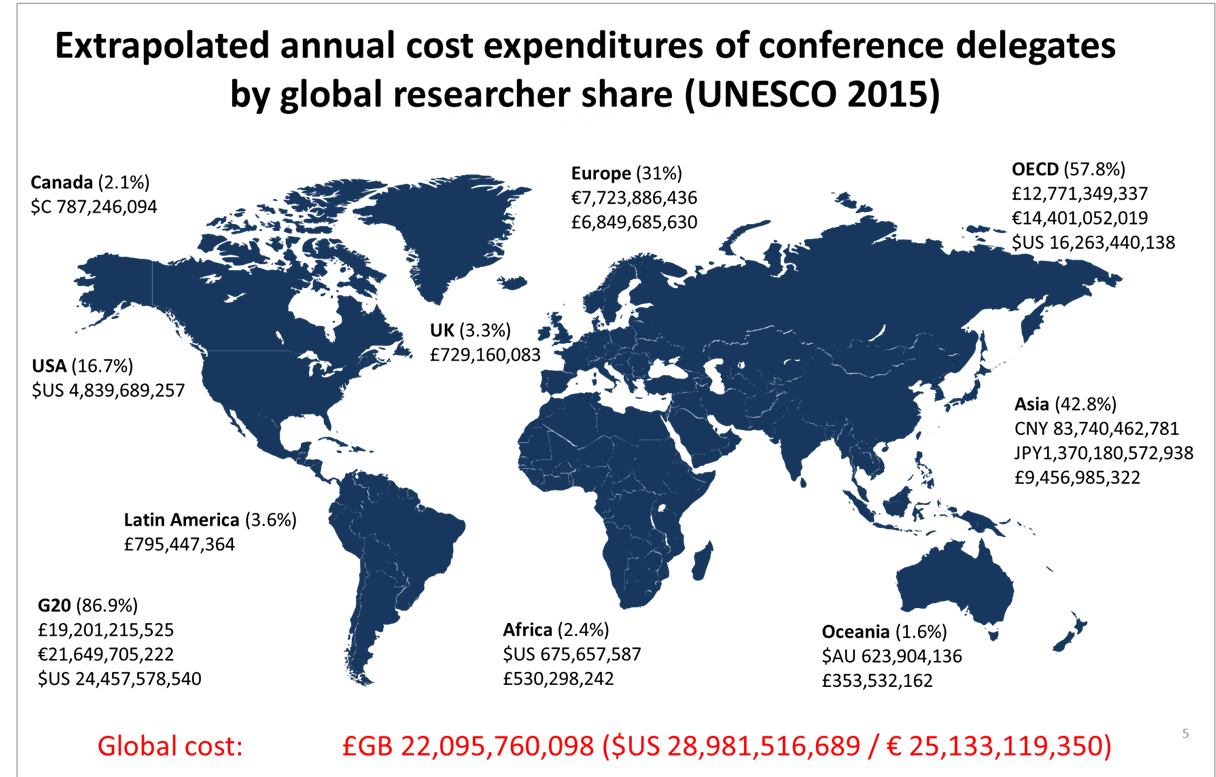 Extrapolated annual cost expenditures of conference delegates
by global researcher share (UNESCO 2015)
Canada (2.1%)
$C 787,246,094
Europe (31%)
€7,723,886,436
£6,849,685,630
OECD (57.8%)
£12,771,349,337
€14,401,052,019
$US 16,263,440,138
UK (3.3%)
£729,160,083
USA (16.7%)
$US 4,839,689,257
Asia (42.8%)
CNY 83,740,462,781
JPY1,370,180,572,938
£9,456,985,322
Latin America (3.6%)
£795,447,364
G20 (86.9%)
£19,201,215,525
€21,649,705,222
$US 24,457,578,540
Africa (2.4%)
$US 675,657,587
£530,298,242
Oceania (1.6%)
$AU 623,904,136
£353,532,162
Global cost: £GB 22,095,760,098 ($US 28,981,516,689 / € 25,133,119,350)
5